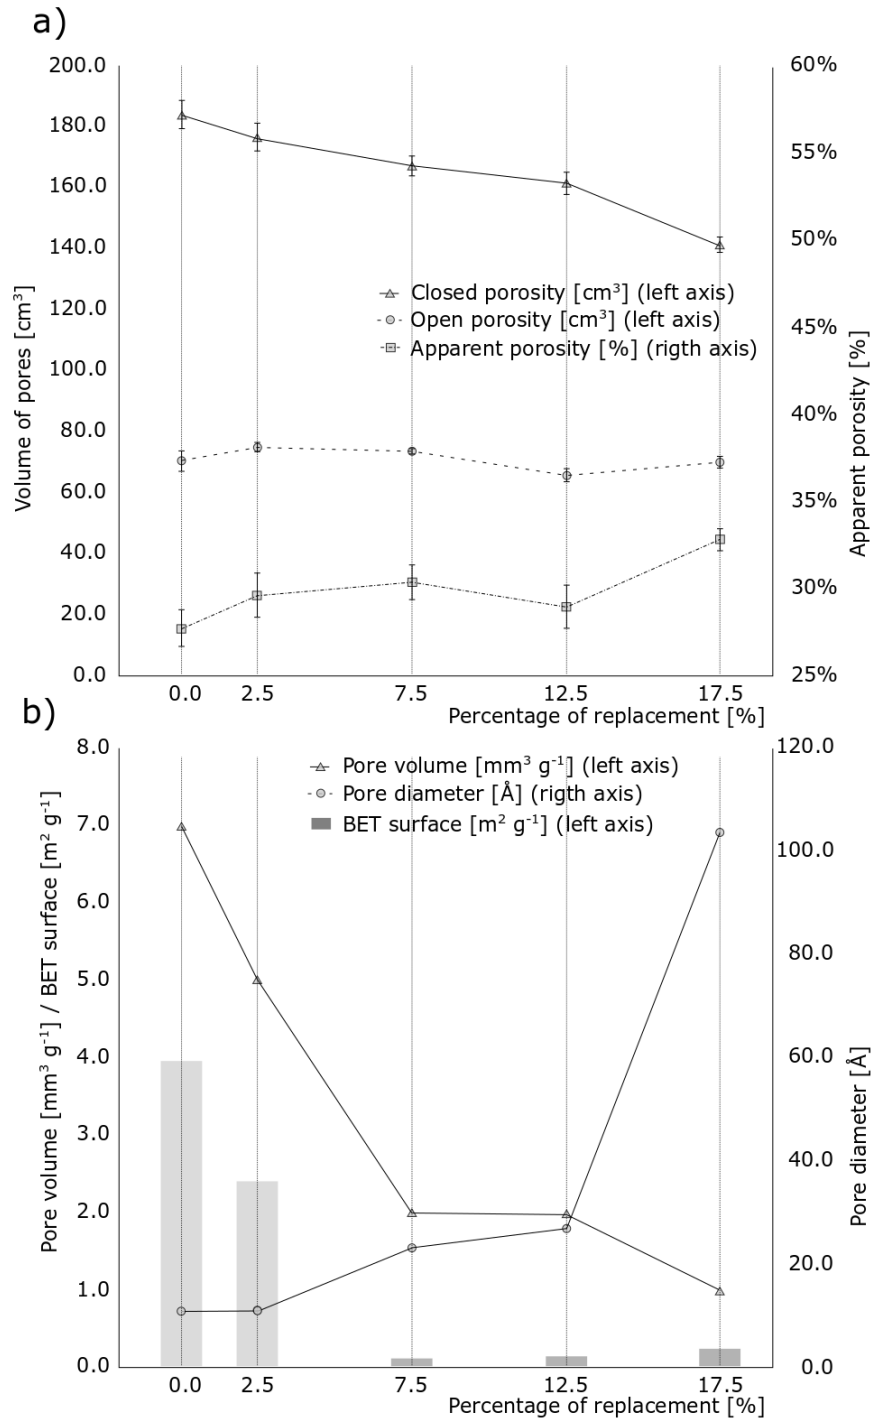 a)
200.0
180.0
160.0
140.0
120.0
100.0
80.0
60.0
40.0
20.0
0.0
Volume of pores [cm³]
60%
55%
50%
45%
40%
35%
30%
25%
Apparent porosity [%]
Closed porosity [cm³] (left axis)
Open porosity [cm³] (left axis)
Apparent porosity [%] (rigth axis)
0.0 2.5 7.5 12.5 17.5
Percentage of replacement [%]
b)
8.0
7.0
6.0
5.0
4.0
3.0
2.0
1.0
0.0
Pore volume [mm³ g⁻¹] / BET surface [m² g⁻¹]
120.0
100.0
80.0
60.0
40.0
20.0
0.0
Pore diameter [Å]
Pore volume [mm³ g⁻¹] (left axis)
Pore diameter [Å] (rigth axis)
BET surface [m² g⁻¹] (left axis)
0.0 2.5 7.5 12.5 17.5
Percentage of replacement [%]